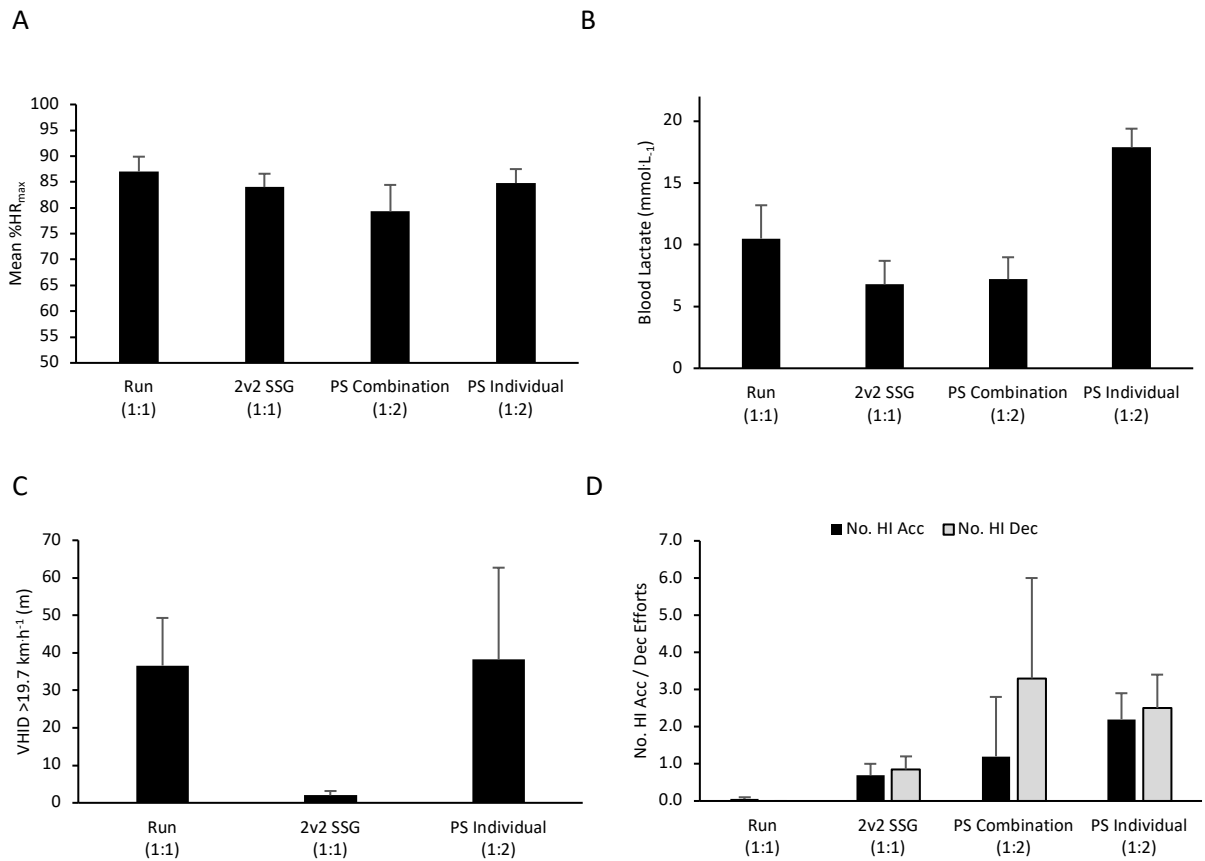 A
Mean %HRmax
100
95
90
85
80
75
70
65
60
55
50
Run
(1:1)
2v2 SSG
(1:1)
PS Combination
(1:2)
PS Individual
(1:2)
B
Blood Lactate (mmol·L-1)
20
15
10
5
0
Run
(1:1)
2v2 SSG
(1:1)
PS Combination
(1:2)
PS Individual
(1:2)
C
VHID >19.7 km·h-1 (m)
70
60
50
40
30
20
10
0
Run
(1:1)
2v2 SSG
(1:1)
PS Individual
(1:2)
D
No. HI Acc No. HI Dec
No. HI Acc / Dec Efforts
7.0
6.0
5.0
4.0
3.0
2.0
1.0
0.0
Run
(1:1)
2v2 SSG
(1:1)
PS Combination
(1:2)
PS Individual
(1:2)